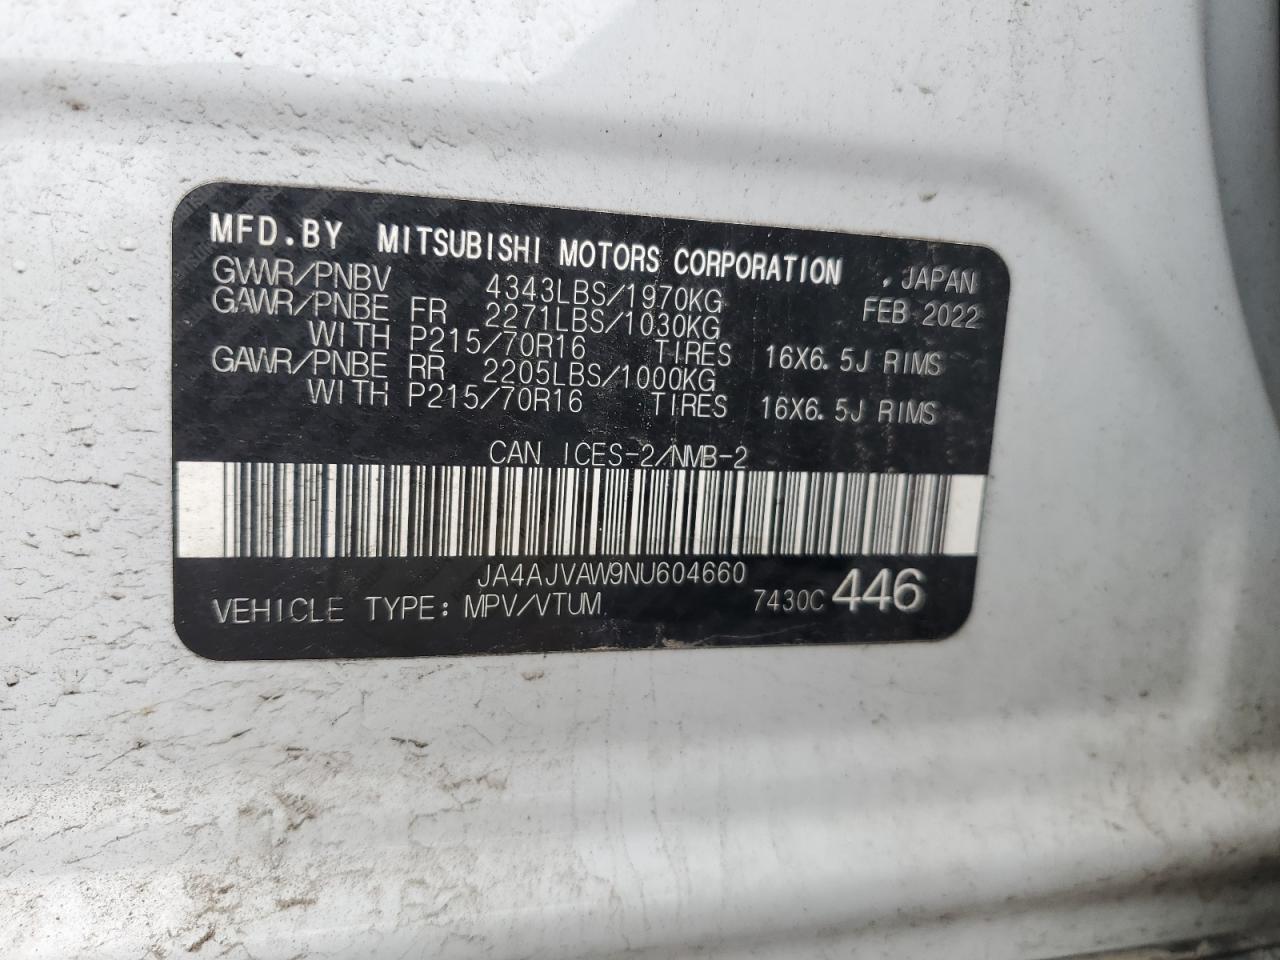 MFD.BY MITSUBISHI MOTORS CORPORATION , JAPAN
GVWR/PNBV 4343LBS/1970KG FEB 2022
GAWR/PNBE FR 2271LBS/1030KG
WITH P215/70R16 TIRES 16X6.5J RIMS
GAWR/PNBE RR 2205LBS/1000KG
WITH P215/70R16 TIRES 16X6.5J RIMS
CAN ICES-2/NMB-2
JA4AJVAW9NU604660
VEHICLE TYPE: MPV/VTUM 7430C 446